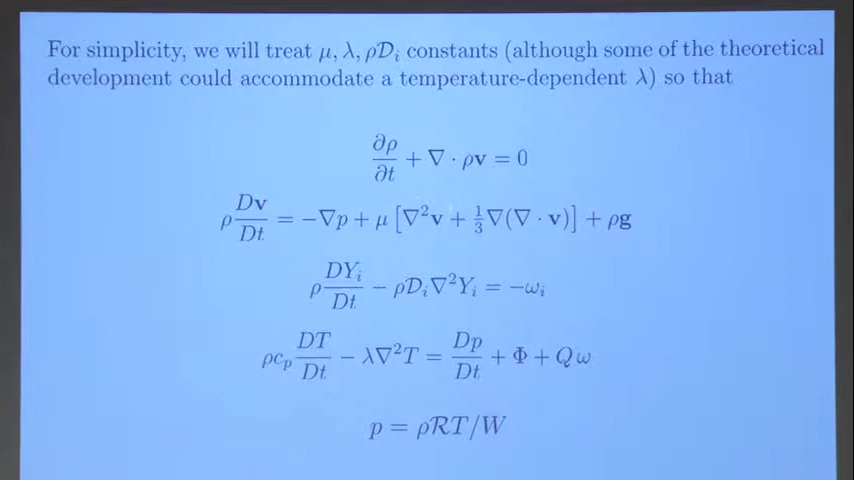 For simplicity, we will treat μ, λ, ρ𝒟ᵢ constants (although some of the theoretical
development could accommodate a temperature-dependent λ) so that
∂ρ/∂t + ∇ · ρ𝐯 = 0
ρ D𝐯/Dt = −∇p + μ [∇²𝐯 + ⅓∇(∇ · 𝐯)] + ρ𝐠
ρ DYᵢ/Dt − ρ𝒟ᵢ∇²Yᵢ = −ωᵢ
ρcₚ DT/Dt − λ∇²T = Dp/Dt + Φ + Qω
p = ρℛT/W